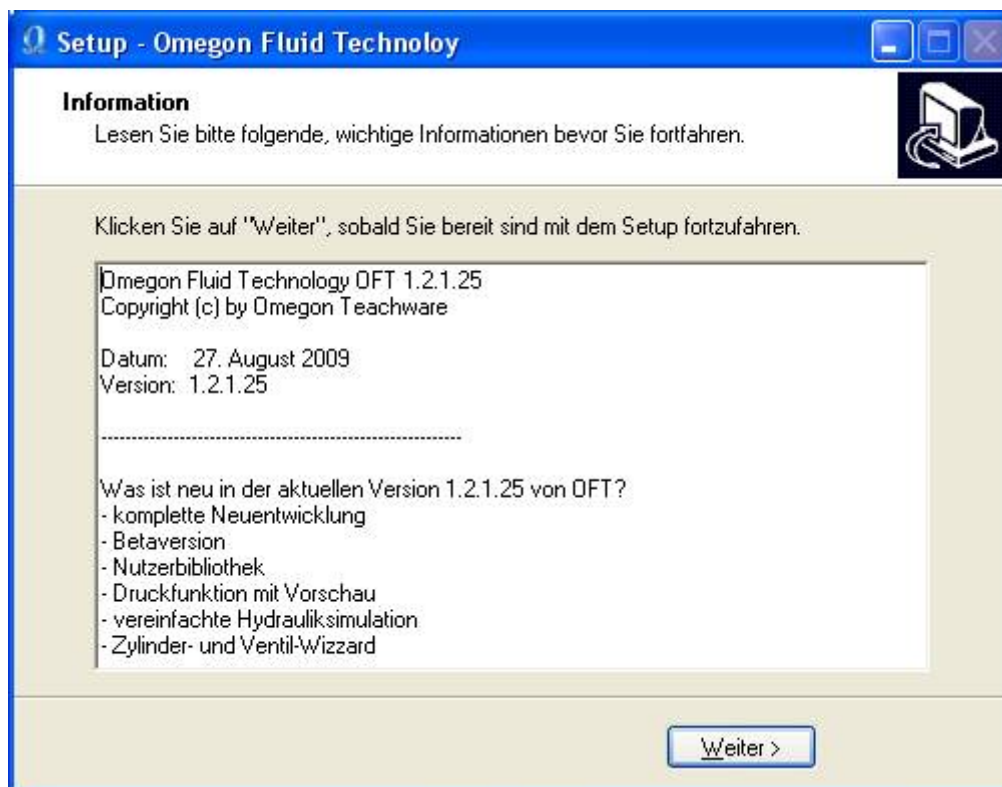 Setup - Omegon Fluid Technoloy
Information
Lesen Sie bitte folgende, wichtige Informationen bevor Sie fortfahren.
Klicken Sie auf "Weiter", sobald Sie bereit sind mit dem Setup fortzufahren.
Omegon Fluid Technology OFT 1.2.1.25
Copyright (c) by Omegon Teachware
Datum: 27. August 2009
Version: 1.2.1.25
------------------------------------------------------------
Was ist neu in der aktuellen Version 1.2.1.25 von OFT?
- komplette Neuentwicklung
- Betaversion
- Nutzerbibliothek
- Druckfunktion mit Vorschau
- vereinfachte Hydrauliksimulation
- Zylinder- und Ventil-Wizzard
Weiter >